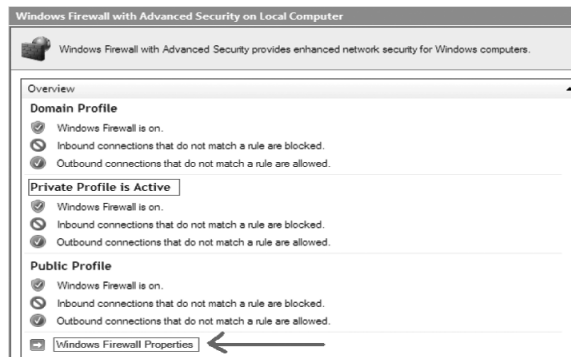 Windows Firewall with Advanced Security on Local Computer
Windows Firewall with Advanced Security provides enhanced network security for Windows computers.
Overview
Domain Profile
Windows Firewall is on.
Inbound connections that do not match a rule are blocked.
Outbound connections that do not match a rule are allowed.
Private Profile is Active
Windows Firewall is on.
Inbound connections that do not match a rule are blocked.
Outbound connections that do not match a rule are allowed.
Public Profile
Windows Firewall is on.
Inbound connections that do not match a rule are blocked.
Outbound connections that do not match a rule are allowed.
Windows Firewall Properties